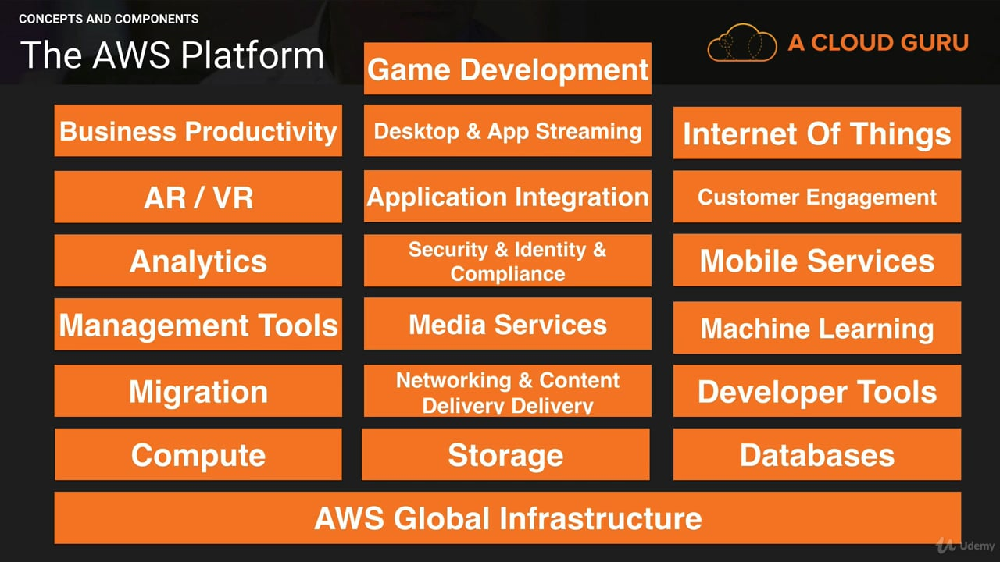 CONCEPTS AND COMPONENTS
The AWS Platform
A CLOUD GURU
Game Development
Business Productivity
Desktop & App Streaming
Internet Of Things
AR / VR
Application Integration
Customer Engagement
Analytics
Security & Identity &
Compliance
Mobile Services
Management Tools
Media Services
Machine Learning
Migration
Networking & Content
Delivery Delivery
Developer Tools
Compute
Storage
Databases
AWS Global Infrastructure
Udemy